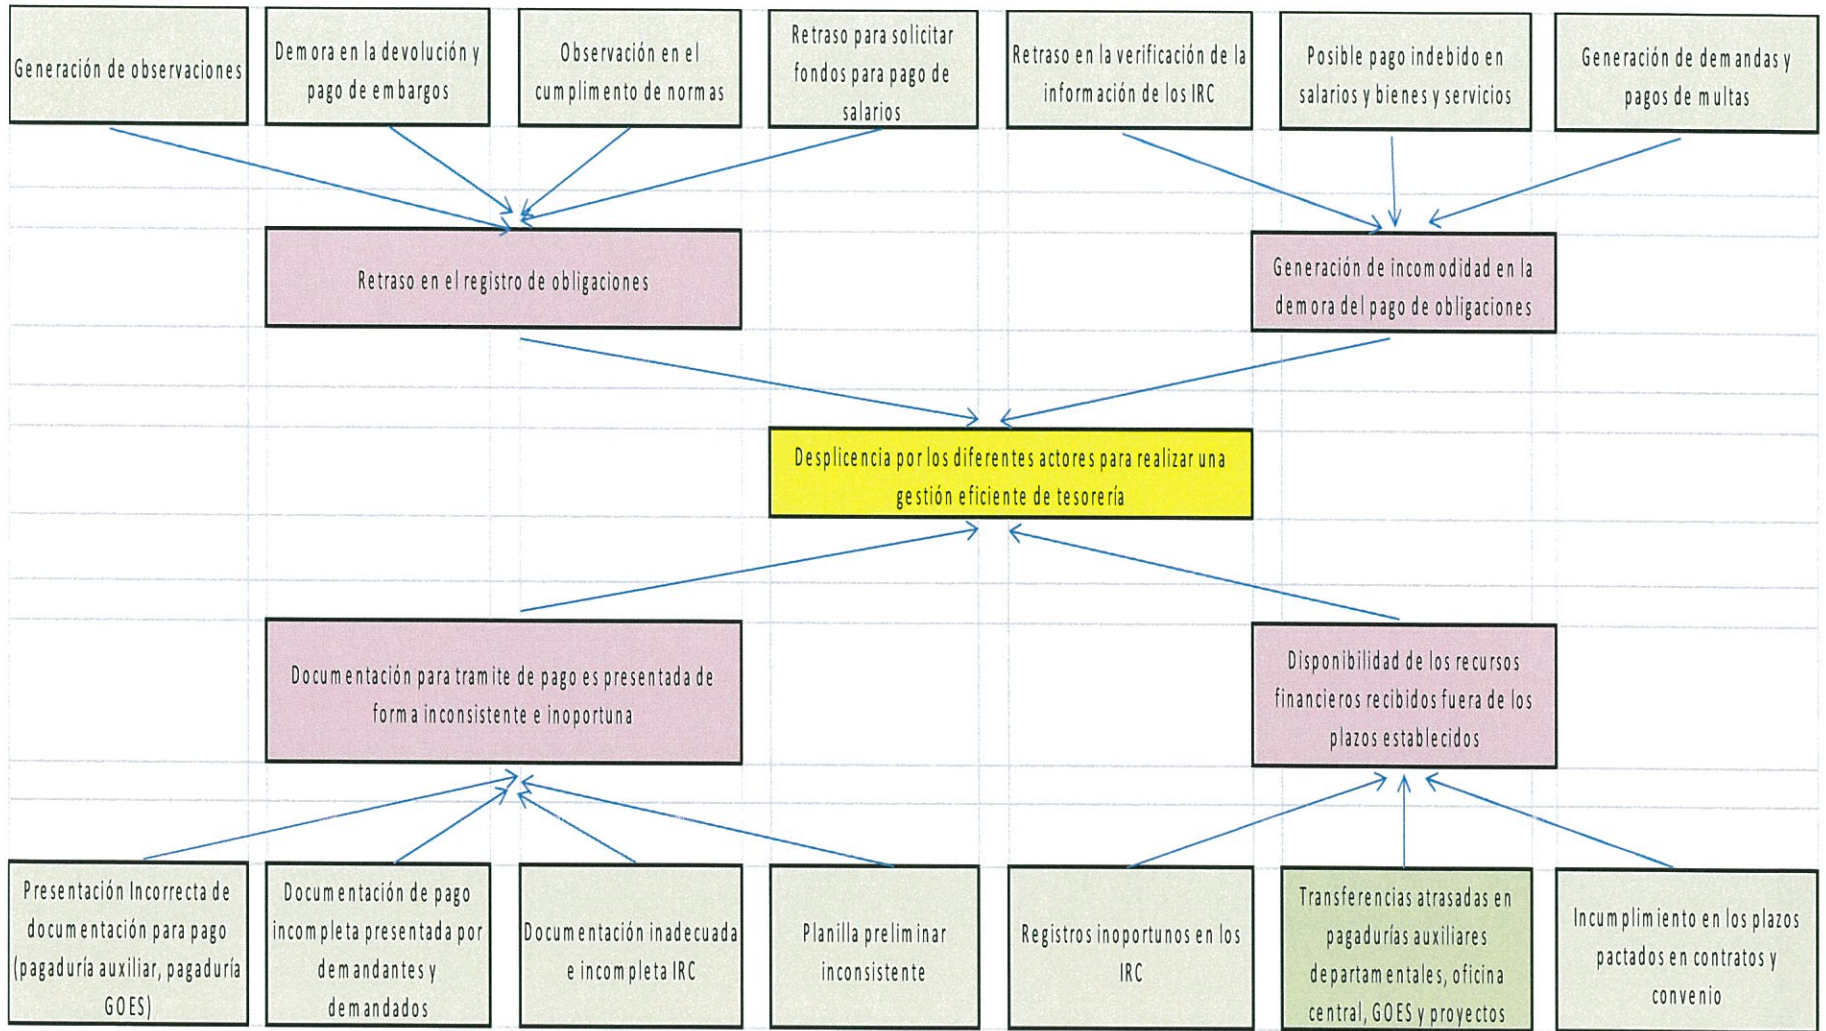 Generación de observaciones
Demora en la devolución y
pago de embargos
Observación en el
cumplimento de normas
Retraso para solicitar
fondos para pago de
salarios
Retraso en la verificación de la
información de los IRC
Posible pago indebido en
salarios y bienes y servicios
Generación de demandas y
pagos de multas
Retraso en el registro de obligaciones
Generación de incomodidad en la
demora del pago de obligaciones
Desplicencia por los diferentes actores para realizar una
gestión eficiente de tesorería
Documentación para tramite de pago es presentada de
forma inconsistente e inoportuna
Disponibilidad de los recursos
financieros recibidos fuera de los
plazos establecidos
Presentación Incorrecta de
documentación para pago
(pagaduría auxiliar, pagaduría
GOES)
Documentación de pago
incompleta presentada por
demandantes y
demandados
Documentación inadecuada
e incompleta IRC
Planilla preliminar
inconsistente
Registros inoportunos en los
IRC
Transferencias atrasadas en
pagadurías auxiliares
departamentales, oficina
central, GOES y proyectos
Incumplimiento en los plazos
pactados en contratos y
convenio